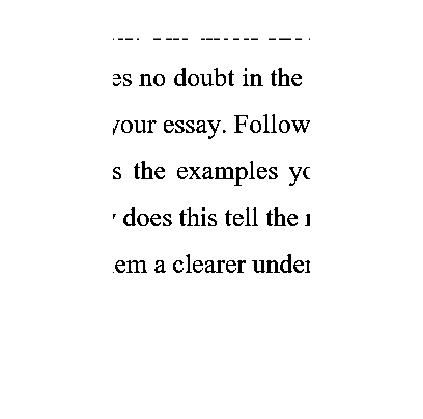 es no doubt in the
your essay. Follow
s the examples yo
does this tell the
em a clearer under